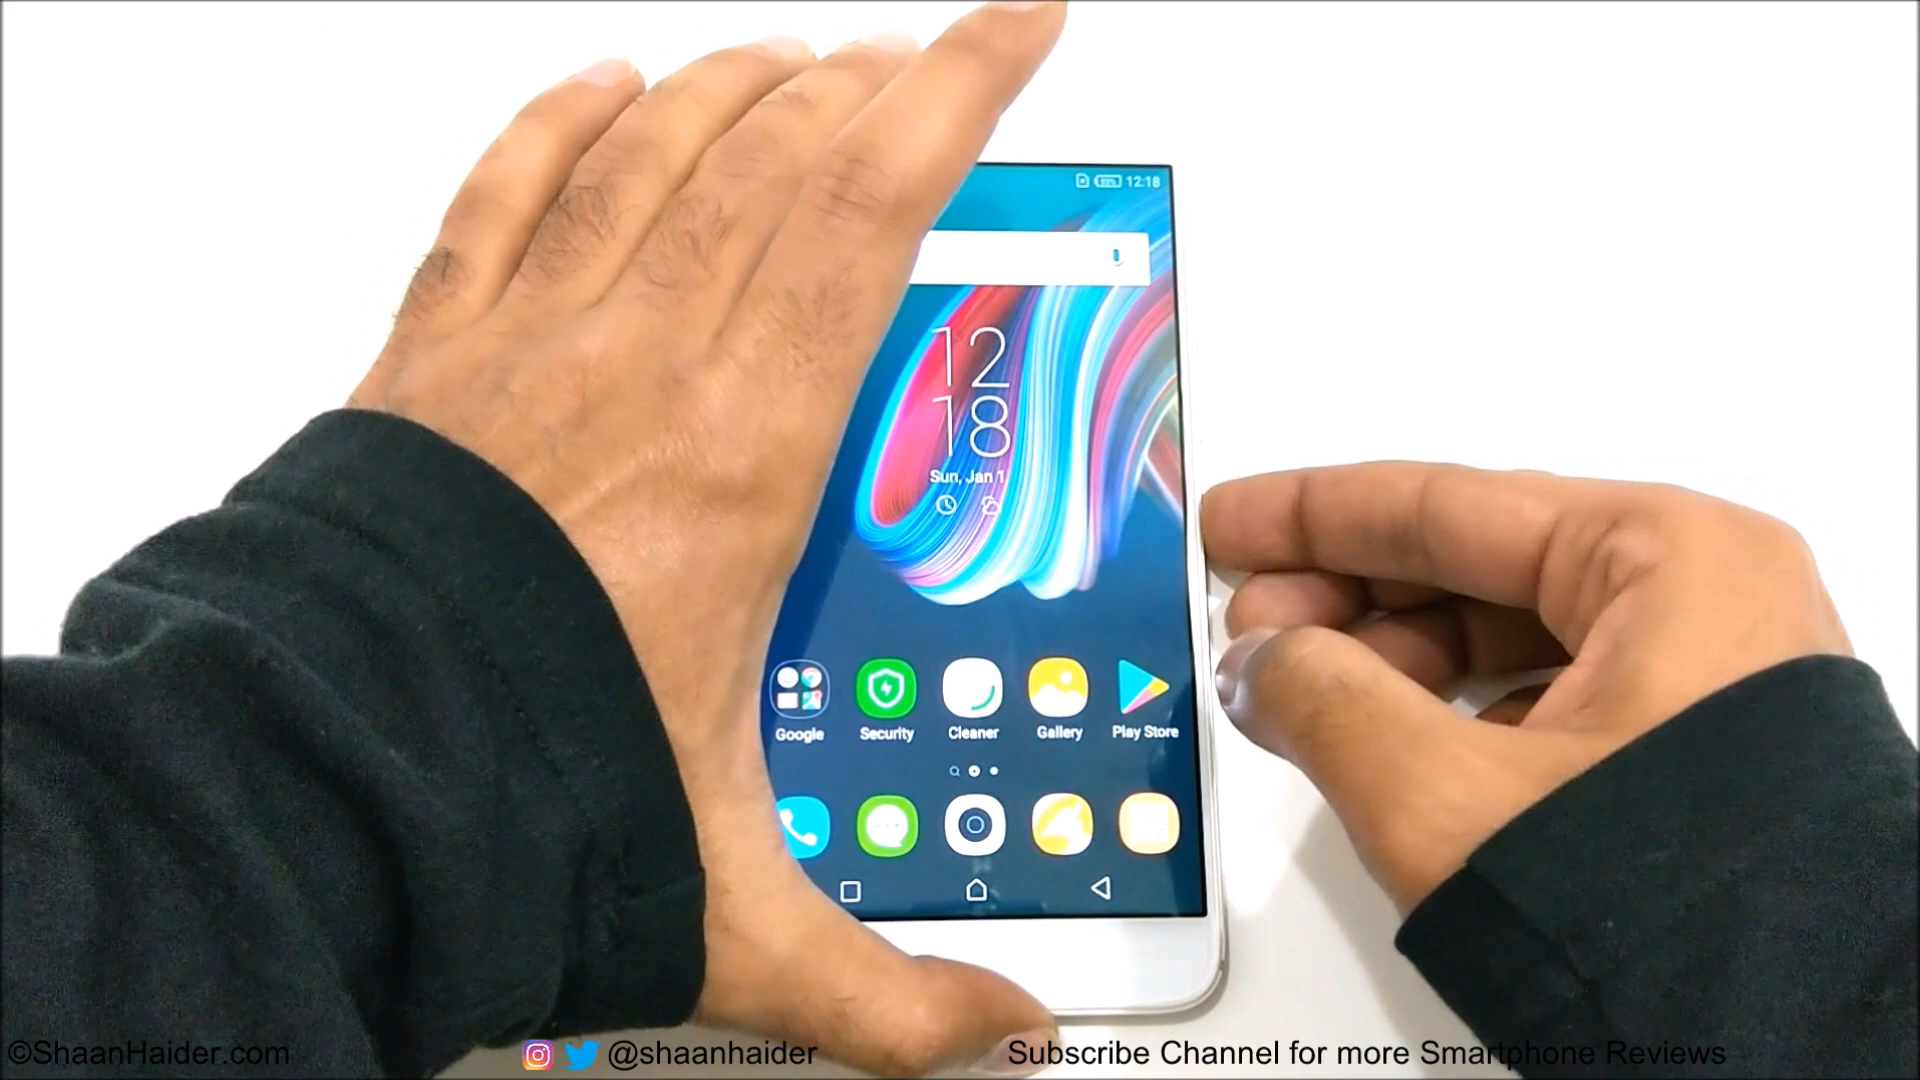 12:18
12
18
Sun, Jan 1
Google Security Cleaner Gallery Play Store
©ShaanHaider.com @shaanhaider Subscribe Channel for more Smartphone Reviews